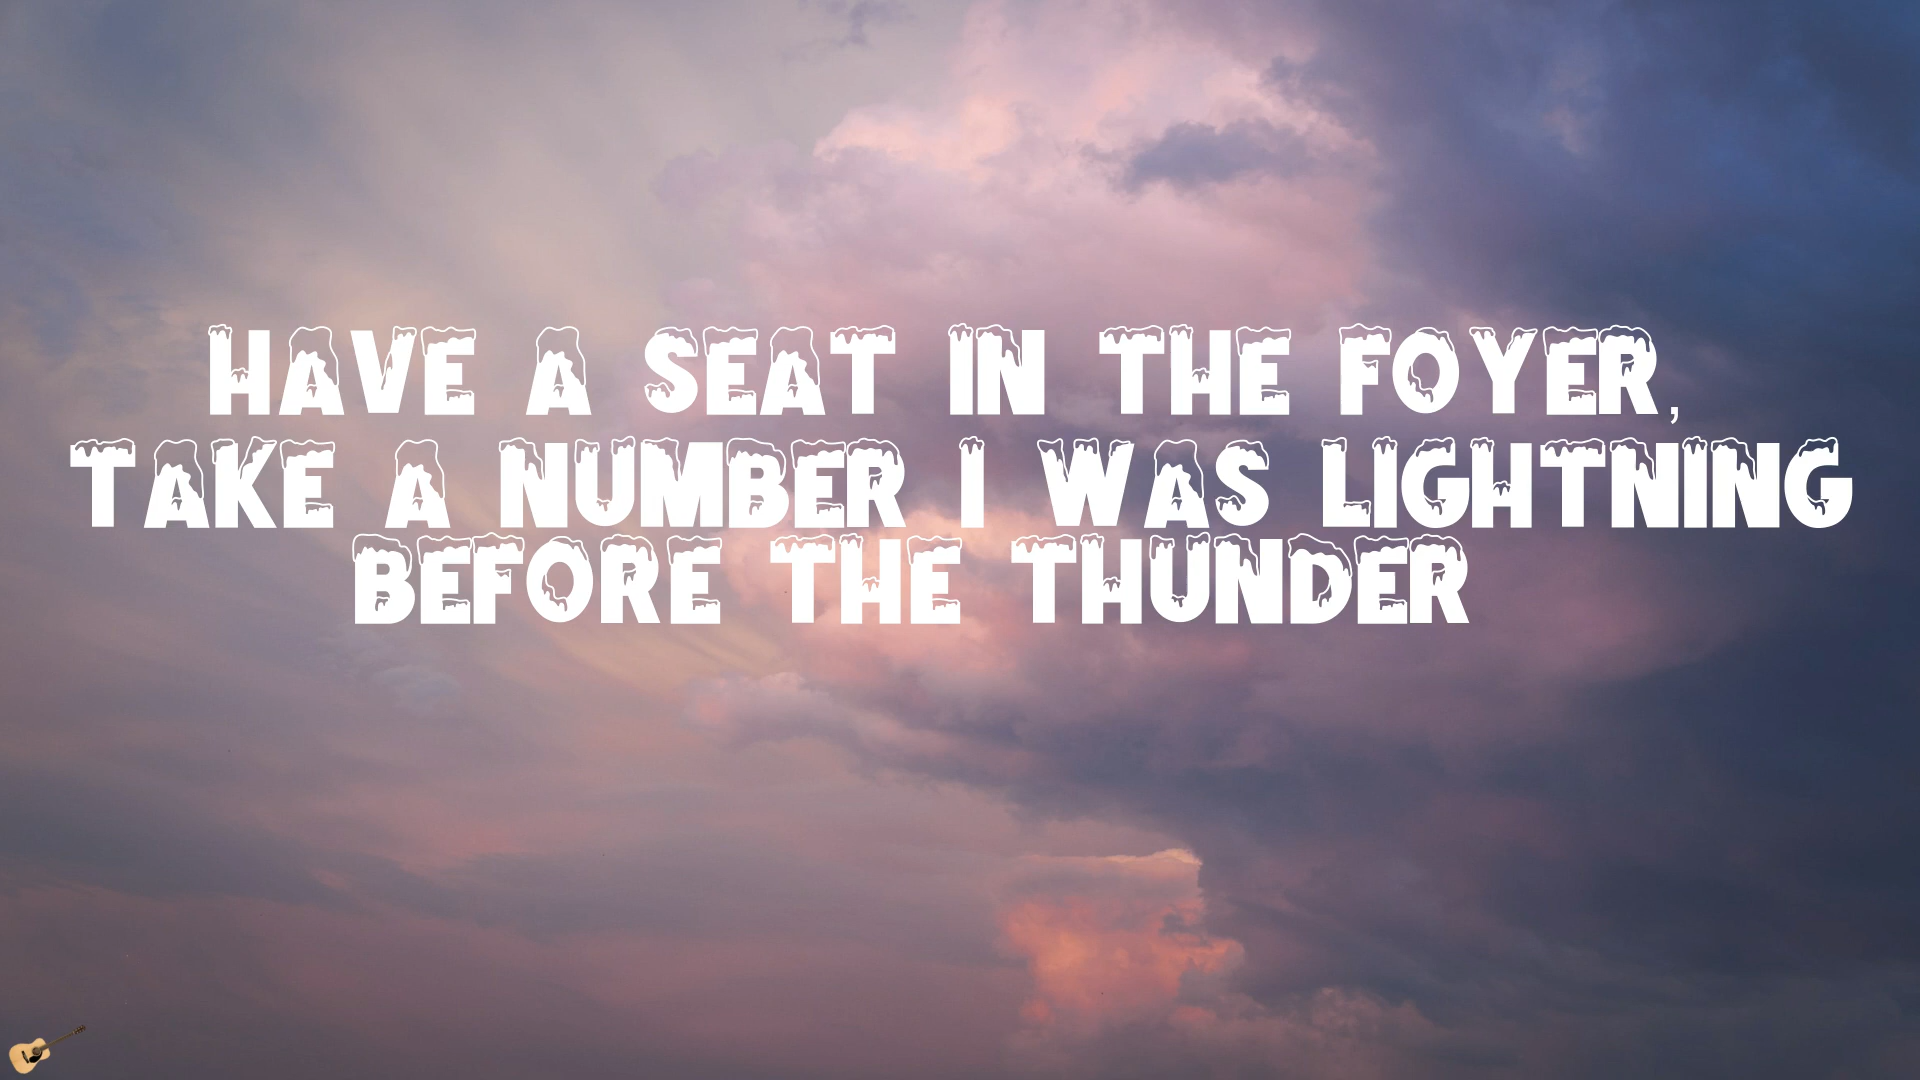 HAVE A SEAT IN THE FOYER,
TAKE A NUMBER I WAS LIGHTNING
BEFORE THE THUNDER